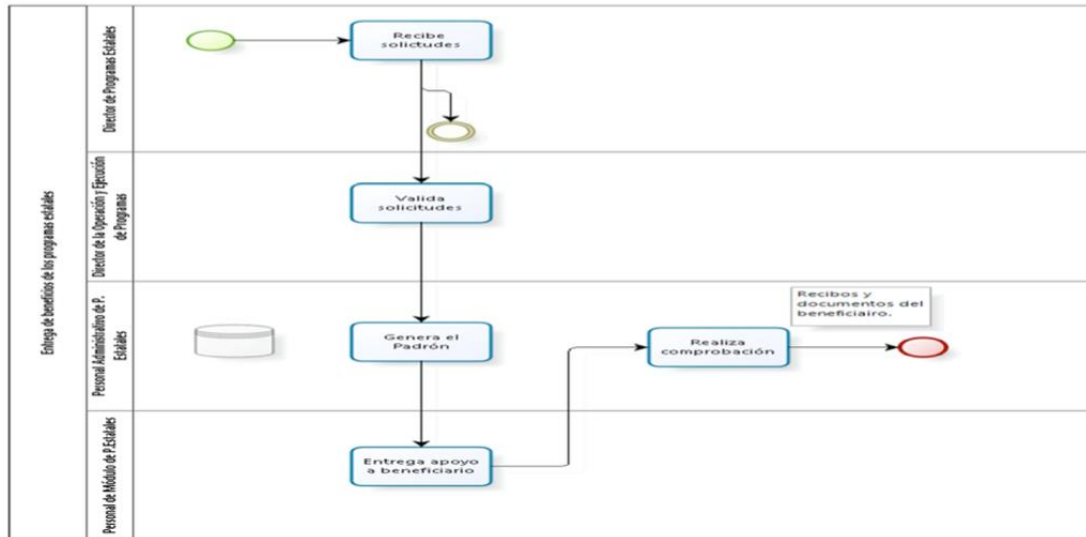 Entrega de beneficios de los programas estatales
Director de Programas Estatales
Recibe
solictudes
Director de la Operación y Ejecución
de Programas
Valida
solicitudes
Personal Administrativo de P.
Estatales
Genera el
Padrón
Realiza
comprobación
Recibos y
documentos del
beneficiairo.
Personal de Módulo de P.Estatales
Entrega apoyo
a beneficiario